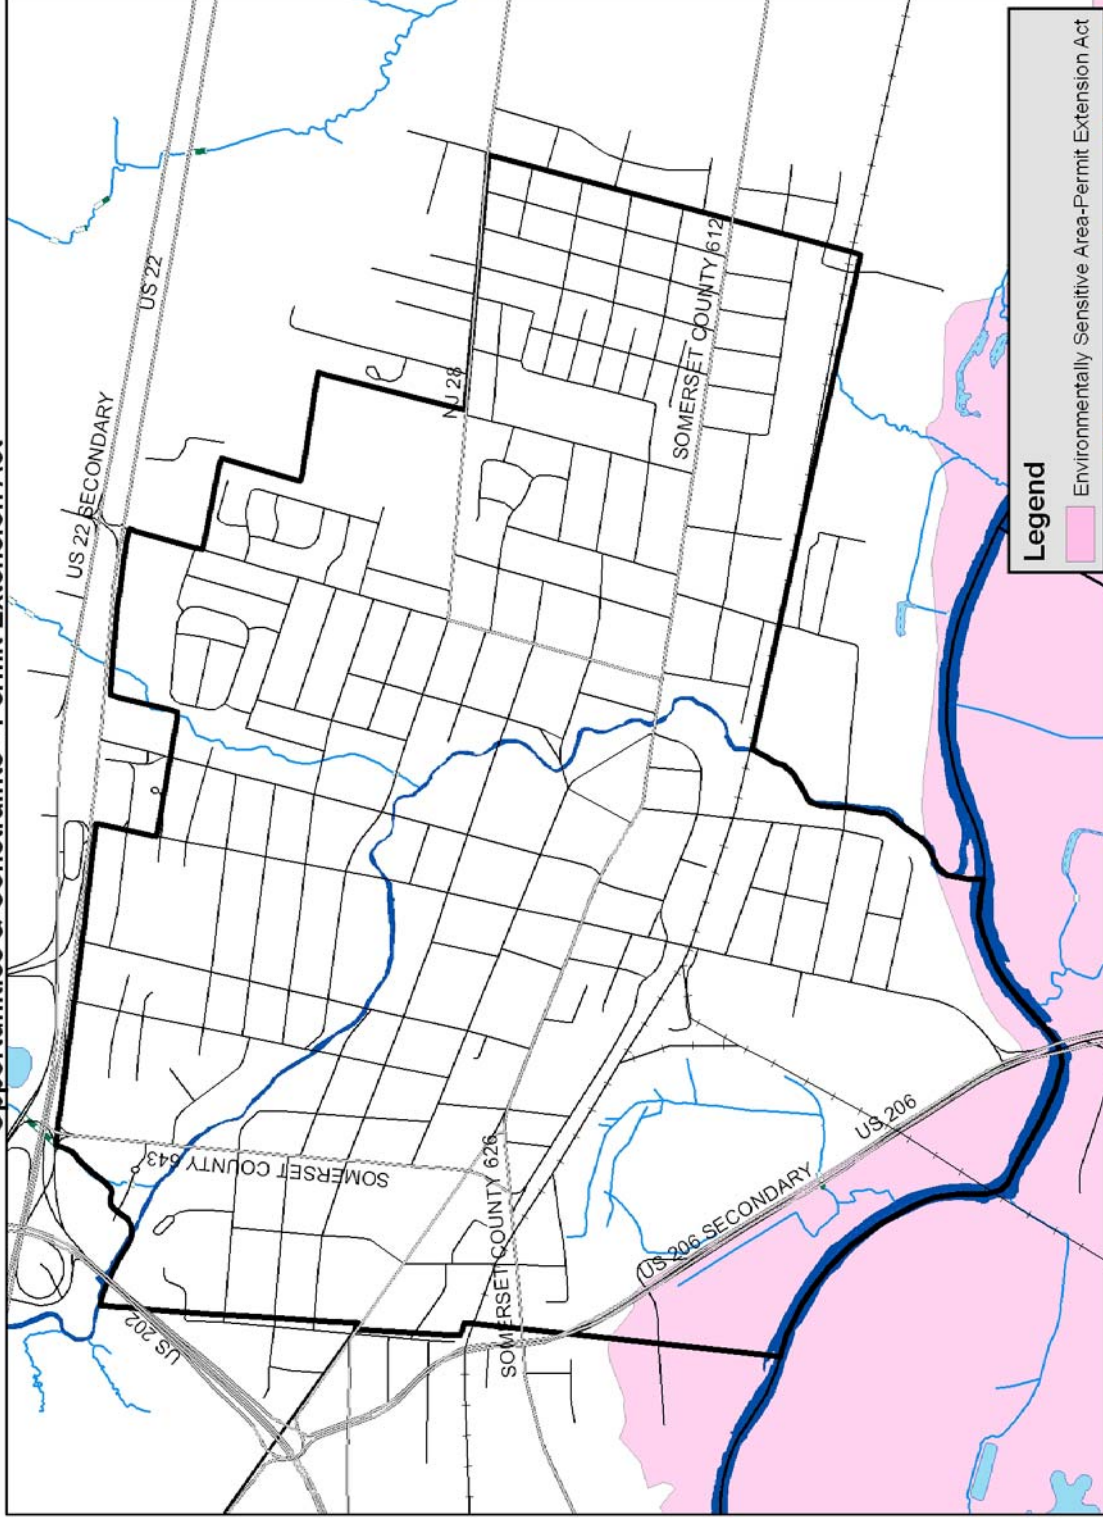 US 22
US 22 SECONDARY
NJ 28
SOMERSET COUNTY 612
SOMERSET COUNTY 643
SOMERSET COUNTY 626
US 206
US 206 SECONDARY
US 202
Legend
Environmentally Sensitive Area-Permit Extension Act